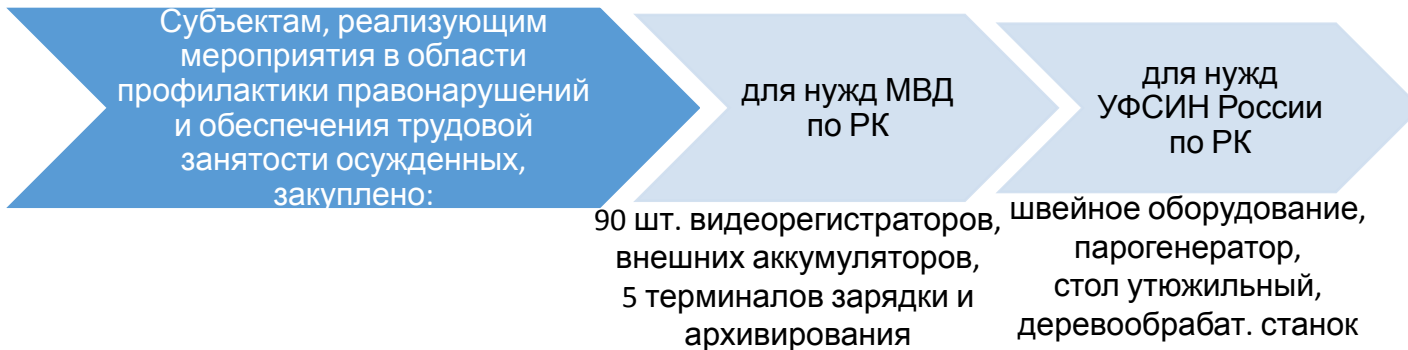 Субъектам, реализующим
мероприятия в области
профилактики правонарушений
и обеспечения трудовой
занятости осужденных,
закуплено:
для нужд МВД
по РК
90 шт. видеорегистраторов,
внешних аккумуляторов,
5 терминалов зарядки и
архивирования
для нужд
УФСИН России
по РК
швейное оборудование,
парогенератор,
стол утюжильный,
деревообрабат. станок